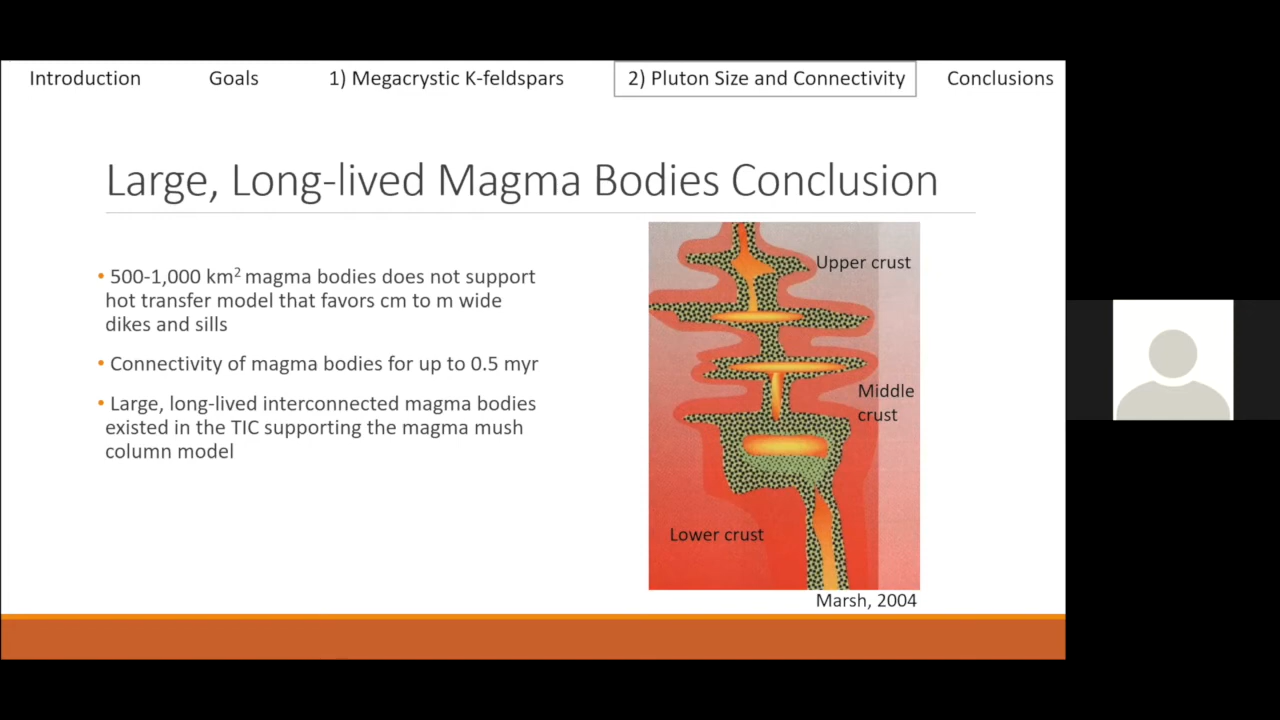 Introduction Goals 1) Megacrystic K-feldspars 2) Pluton Size and Connectivity Conclusions
Large, Long-lived Magma Bodies Conclusion
• 500-1,000 km² magma bodies does not support
hot transfer model that favors cm to m wide
dikes and sills
• Connectivity of magma bodies for up to 0.5 myr
• Large, long-lived interconnected magma bodies
existed in the TIC supporting the magma mush
column model
Upper crust
Middle
crust
Lower crust
Marsh, 2004